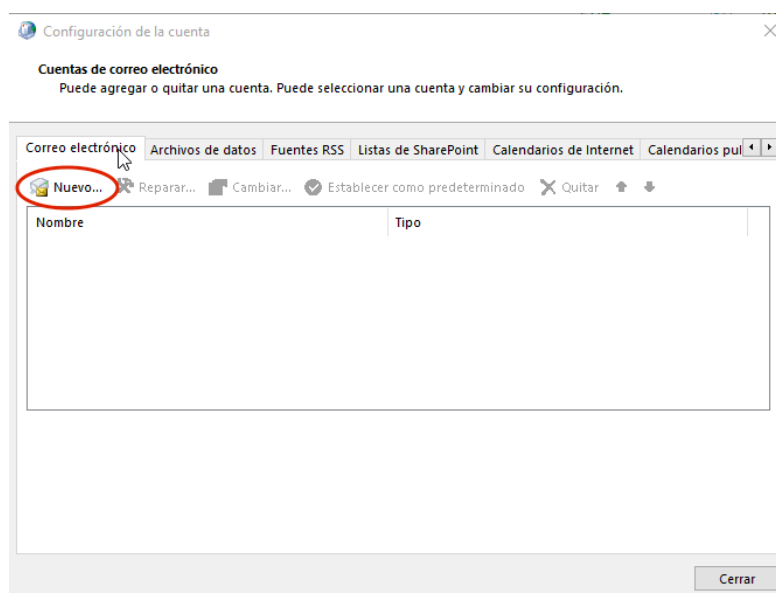 Configuración de la cuenta
Cuentas de correo electrónico
Puede agregar o quitar una cuenta. Puede seleccionar una cuenta y cambiar su configuración.
Correo electrónico Archivos de datos Fuentes RSS Listas de SharePoint Calendarios de Internet Calendarios pul
Nuevo... Reparar... Cambiar... Establecer como predeterminado Quitar
Nombre Tipo
Cerrar